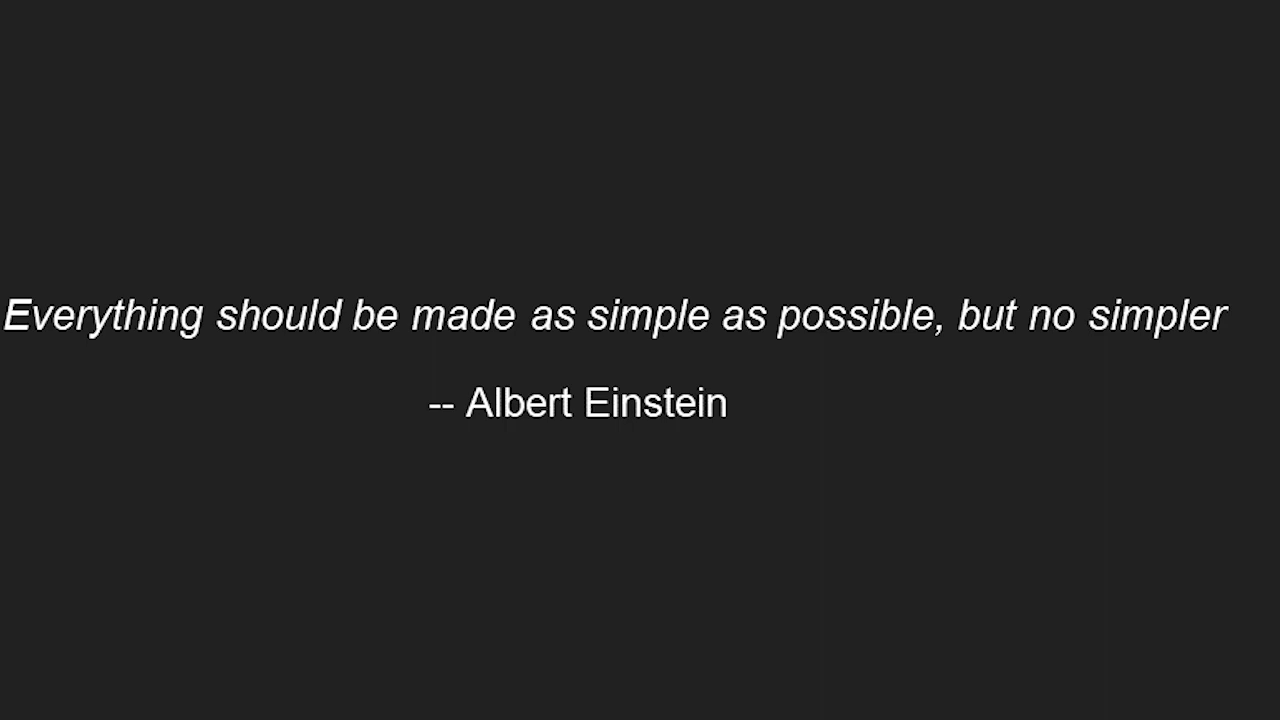 Everything should be made as simple as possible, but no simpler
-- Albert Einstein